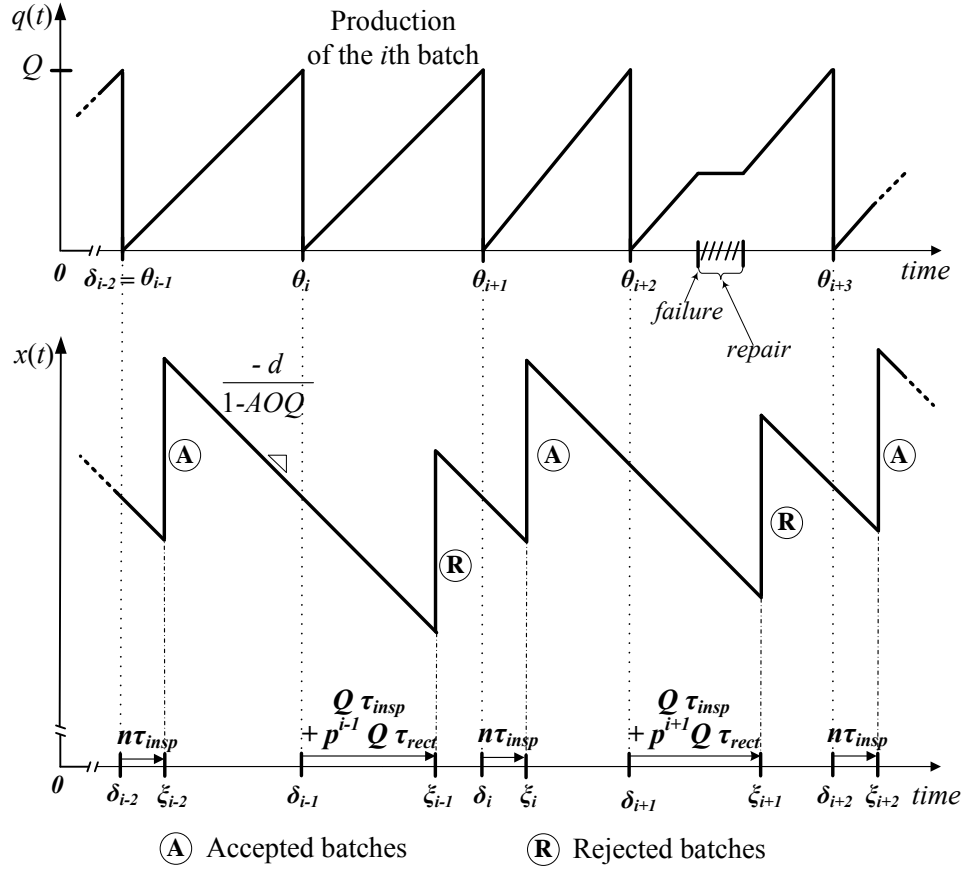 q(t)
Production
of the ith batch
Q
0
δi-2 = θi-1
θi
θi+1
θi+2
θi+3
time
failure
repair
x(t)
- d
1-AOQ
A
A
A
R
R
Q τinsp
+ p^i-1 Q τrect
Q τinsp
+ p^i+1 Q τrect
nτinsp
nτinsp
nτinsp
0
δi-2
ξi-2
δi-1
ξi-1
δi
ξi
δi+1
ξi+1
δi+2
ξi+2
time
A Accepted batches
R Rejected batches